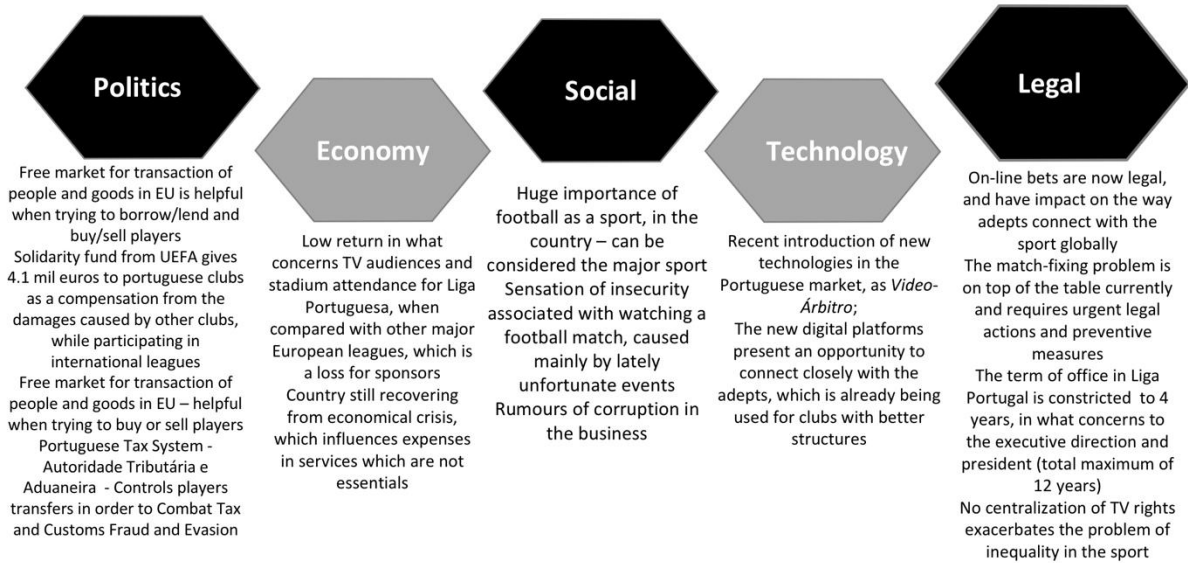 Politics
Free market for transaction of
people and goods in EU is helpful
when trying to borrow/lend and
buy/sell players
Solidarity fund from UEFA gives
4.1 mil euros to portuguese clubs
as a compensation from the
damages caused by other clubs,
while participating in
international leagues
Free market for transaction of
people and goods in EU – helpful
when trying to buy or sell players
Portuguese Tax System -
Autoridade Tributária e
Aduaneira - Controls players
transfers in order to Combat Tax
and Customs Fraud and Evasion
Economy
Low return in what
concerns TV audiences and
stadium attendance for Liga
Portuguesa, when
compared with other major
European leagues, which is
a loss for sponsors
Country still recovering
from economical crisis,
which influences expenses
in services which are not
essentials
Social
Huge importance of
football as a sport, in the
country – can be
considered the major sport
Sensation of insecurity
associated with watching a
football match, caused
mainly by lately
unfortunate events
Rumours of corruption in
the business
Technology
Recent introduction of new
technologies in the
Portuguese market, as Video-
Árbitro;
The new digital platforms
present an opportunity to
connect closely with the
adepts, which is already being
used for clubs with better
structures
Legal
On-line bets are now legal,
and have impact on the way
adepts connect with the
sport globally
The match-fixing problem is
on top of the table currently
and requires urgent legal
actions and preventive
measures
The term of office in Liga
Portugal is constricted to 4
years, in what concerns to
the executive direction and
president (total maximum of
12 years)
No centralization of TV rights
exacerbates the problem of
inequality in the sport